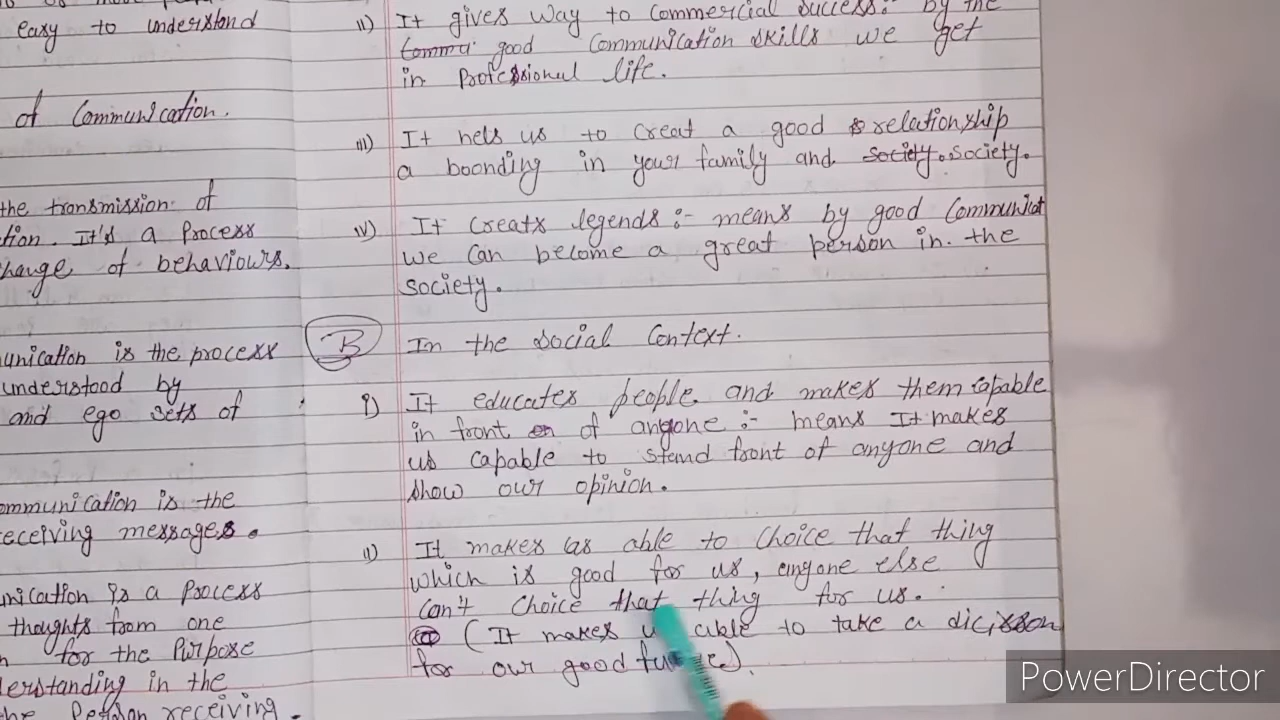 easy to understand
of Communication.
the transmission of
tion. It's a Process
change of behaviours.
unication is the process
understood by
and ego sets of
ommunication is the
receiving messages.
unication is a Process
thoughts from one
for the Purpose
derstanding in the
the Person receiving.
II) It gives way to Commercial success:- by the
Comma good Communication skills we get
in Professional life.
III) It hels us to creat a good relationship
a boonding in your family and society. society.
IV) It Creats legends :- means by good Communicat
we can become a great person in the
society.
B In the social Context.
I) It educates people and makes them capable
in front of anyone :- means It makes
us capable to stand front of anyone and
show our opinion.
II) It makes us able to Choice that thing
which is good for us, anyone else
Can't Choice that thing for us.
(It makes able to take a dicision
for our good
PowerDirector